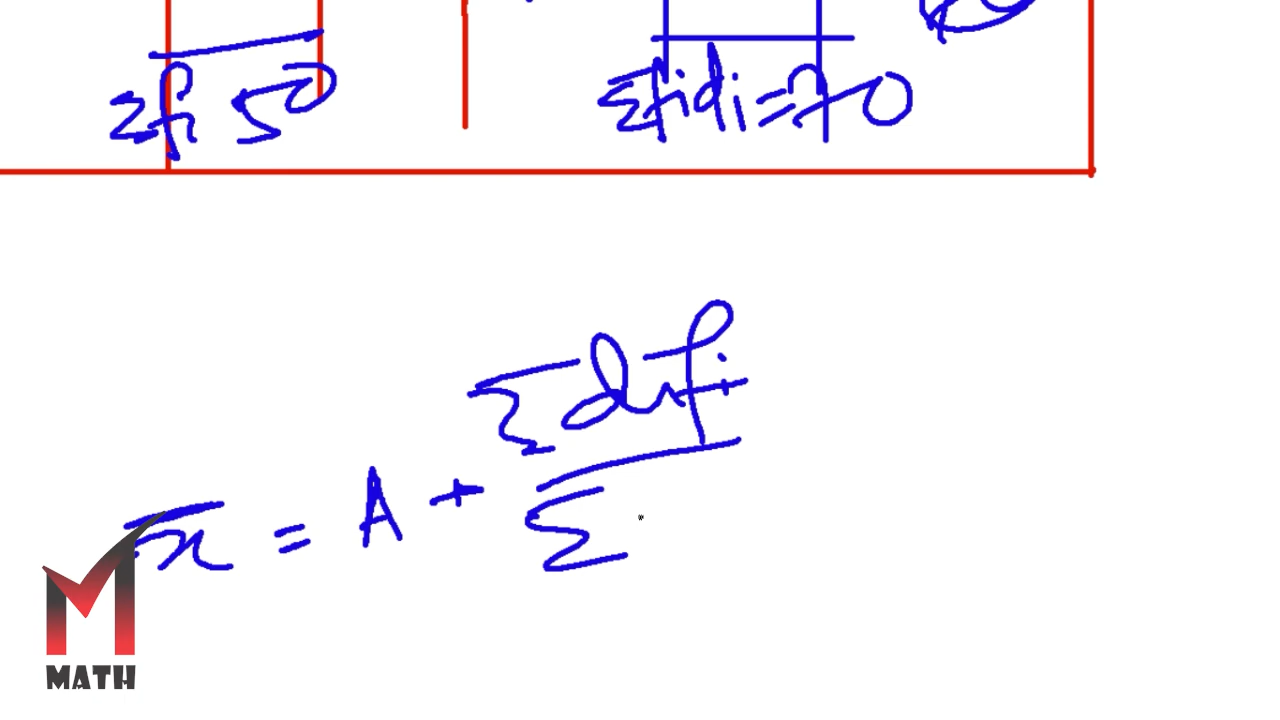 Σfi 50
Σfidi=70
Σdifi
x̄ = A + Σ
MATH